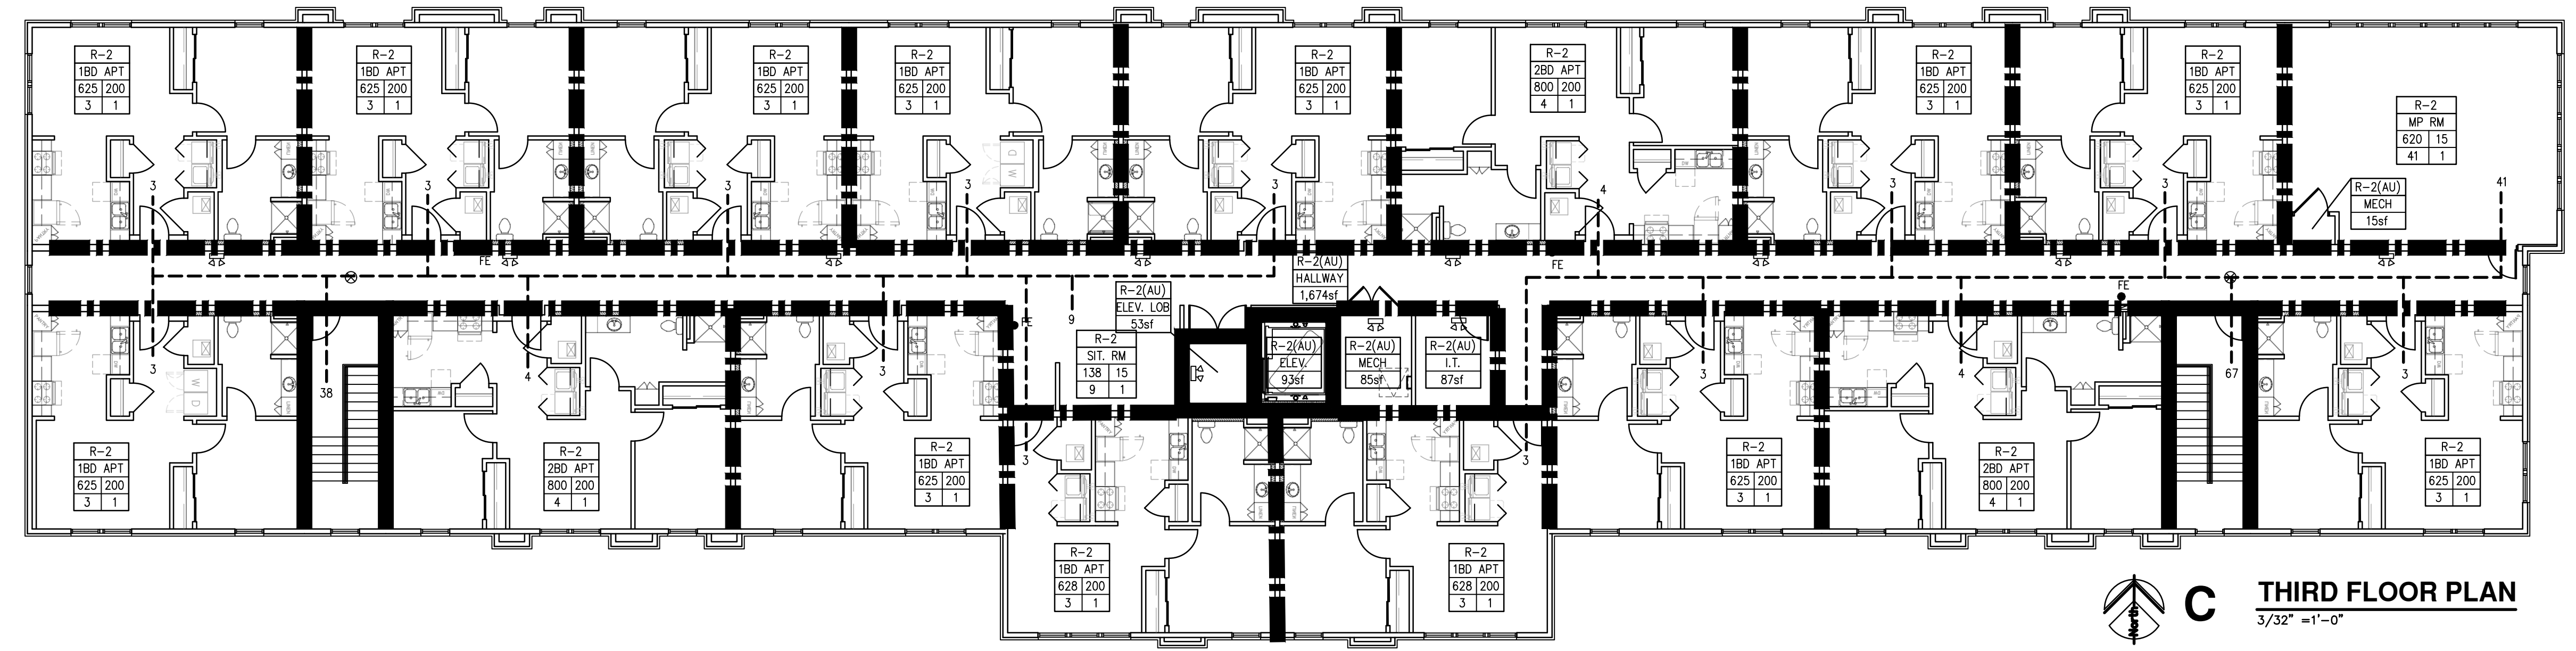 R-2
1BD APT
625 200
3 1
R-2
1BD APT
625 200
3 1
R-2
1BD APT
625 200
3 1
R-2
1BD APT
625 200
3 1
R-2
1BD APT
625 200
3 1
R-2
2BD APT
800 200
4 1
R-2
1BD APT
625 200
3 1
R-2
1BD APT
625 200
3 1
R-2
MP RM
620 15
41 1
R-2(AU)
MECH
15sf
3
3
3
3
3
4
3
3
41
FE
FE
FE
FE
R-2(AU)
HALLWAY
1,674sf
R-2(AU)
ELEV. LOB
53sf
9
R-2
SIT. RM
138 15
9 1
R-2(AU)
ELEV.
93sf
R-2(AU)
MECH
85sf
R-2(AU)
I.T.
87sf
3
38
4
3
3
3
3
4
67
3
R-2
1BD APT
625 200
3 1
R-2
2BD APT
800 200
4 1
R-2
1BD APT
625 200
3 1
R-2
1BD APT
625 200
3 1
R-2
2BD APT
800 200
4 1
R-2
1BD APT
625 200
3 1
R-2
1BD APT
628 200
3 1
R-2
1BD APT
628 200
3 1
North
C
THIRD FLOOR PLAN
3/32" =1'-0"